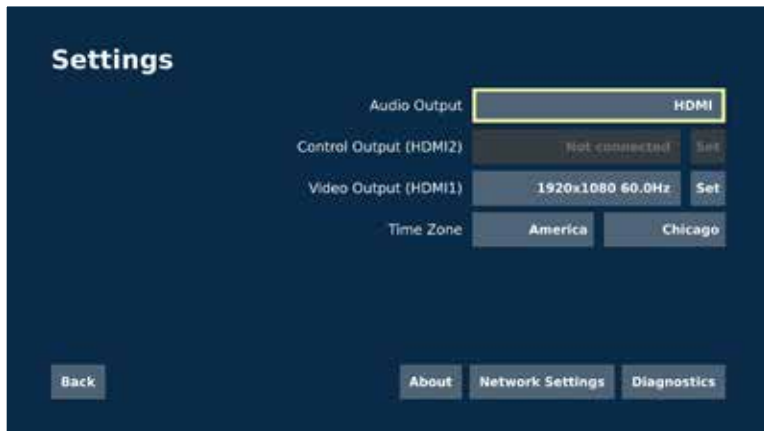 Settings
Audio Output HDMI
Control Output (HDMI2) Not connected Set
Video Output (HDMI1) 1920x1080 60.0Hz Set
Time Zone America Chicago
Back About Network Settings Diagnostics